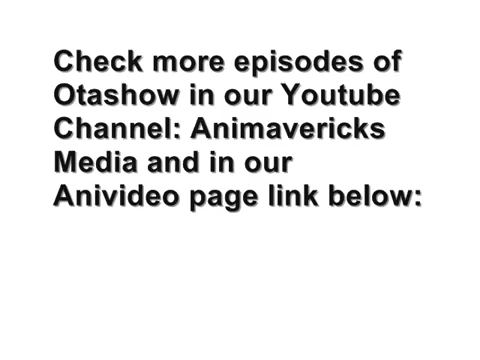 Check more episodes of
Otashow in our Youtube
Channel: Animavericks
Media and in our
Anivideo page link below: